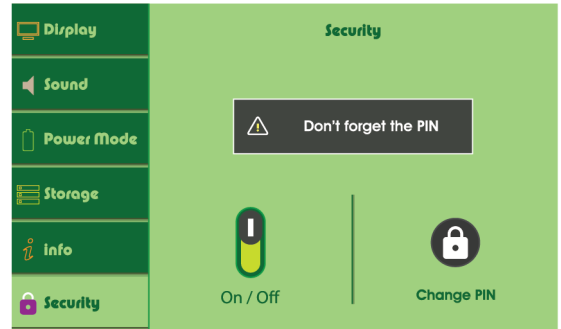 Display
Sound
Power Mode
Storage
info
Security
Security
Don't forget the PIN
On / Off
Change PIN